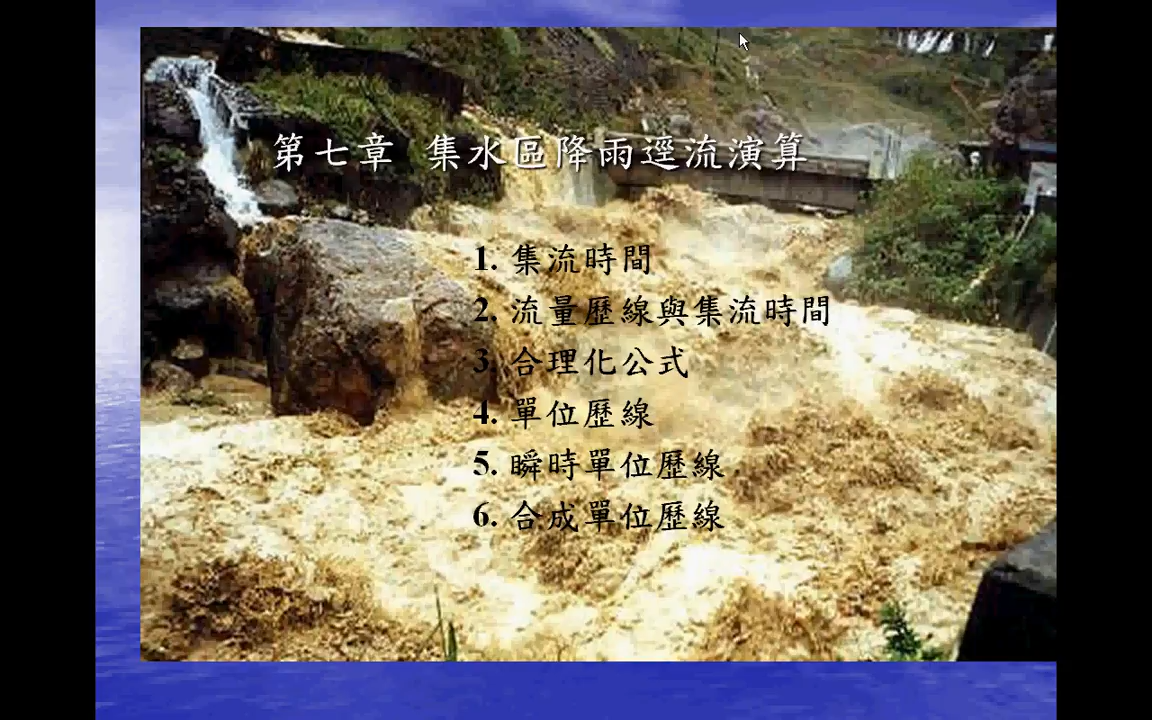 第七章 集水區降雨逕流演算
1. 集流時間
2. 流量歷線與集流時間
3. 合理化公式
4. 單位歷線
5. 瞬時單位歷線
6. 合成單位歷線